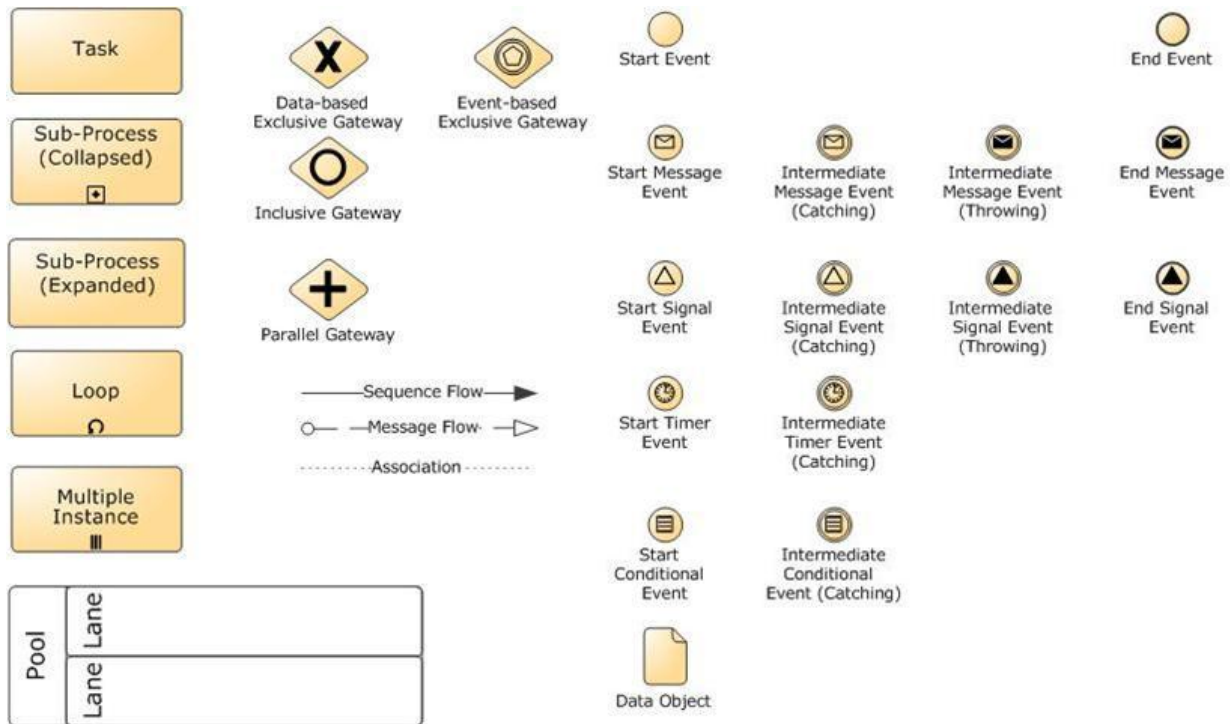 Task
Sub-Process
(Collapsed)
Sub-Process
(Expanded)
Loop
Multiple
Instance
Pool
Lane
Lane
X
Data-based
Exclusive Gateway
Event-based
Exclusive Gateway
Inclusive Gateway
Parallel Gateway
Sequence Flow
Message Flow
Association
Start Event
End Event
Start Message
Event
Intermediate
Message Event
(Catching)
Intermediate
Message Event
(Throwing)
End Message
Event
Start Signal
Event
Intermediate
Signal Event
(Catching)
Intermediate
Signal Event
(Throwing)
End Signal
Event
Start Timer
Event
Intermediate
Timer Event
(Catching)
Start
Conditional
Event
Intermediate
Conditional
Event (Catching)
Data Object